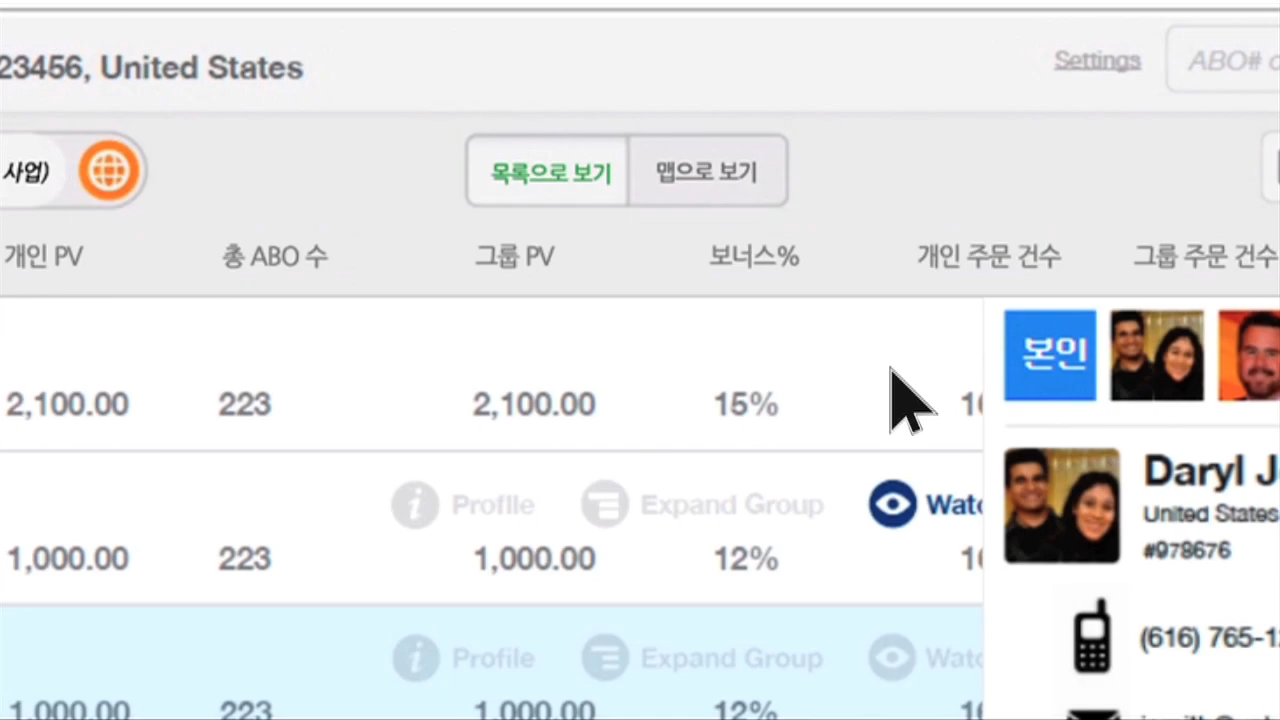 23456, United States
Settings
ABO#
사업)
목록으로 보기
맵으로 보기
개인 PV
총 ABO 수
그룹 PV
보너스%
개인 주문 건수
그룹 주문 건수
본인
2,100.00
223
2,100.00
15%
Daryl
United States
#978676
Profile
Expand Group
1,000.00
223
1,000.00
12%
(616) 765-
Profile
Expand Group
1,000.00
223
1,000.00
12%